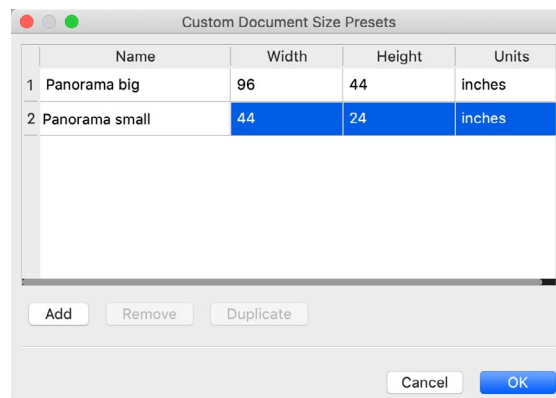 Custom Document Size Presets
Name Width Height Units
1 Panorama big 96 44 inches
2 Panorama small 44 24 inches
Add Remove Duplicate
Cancel OK